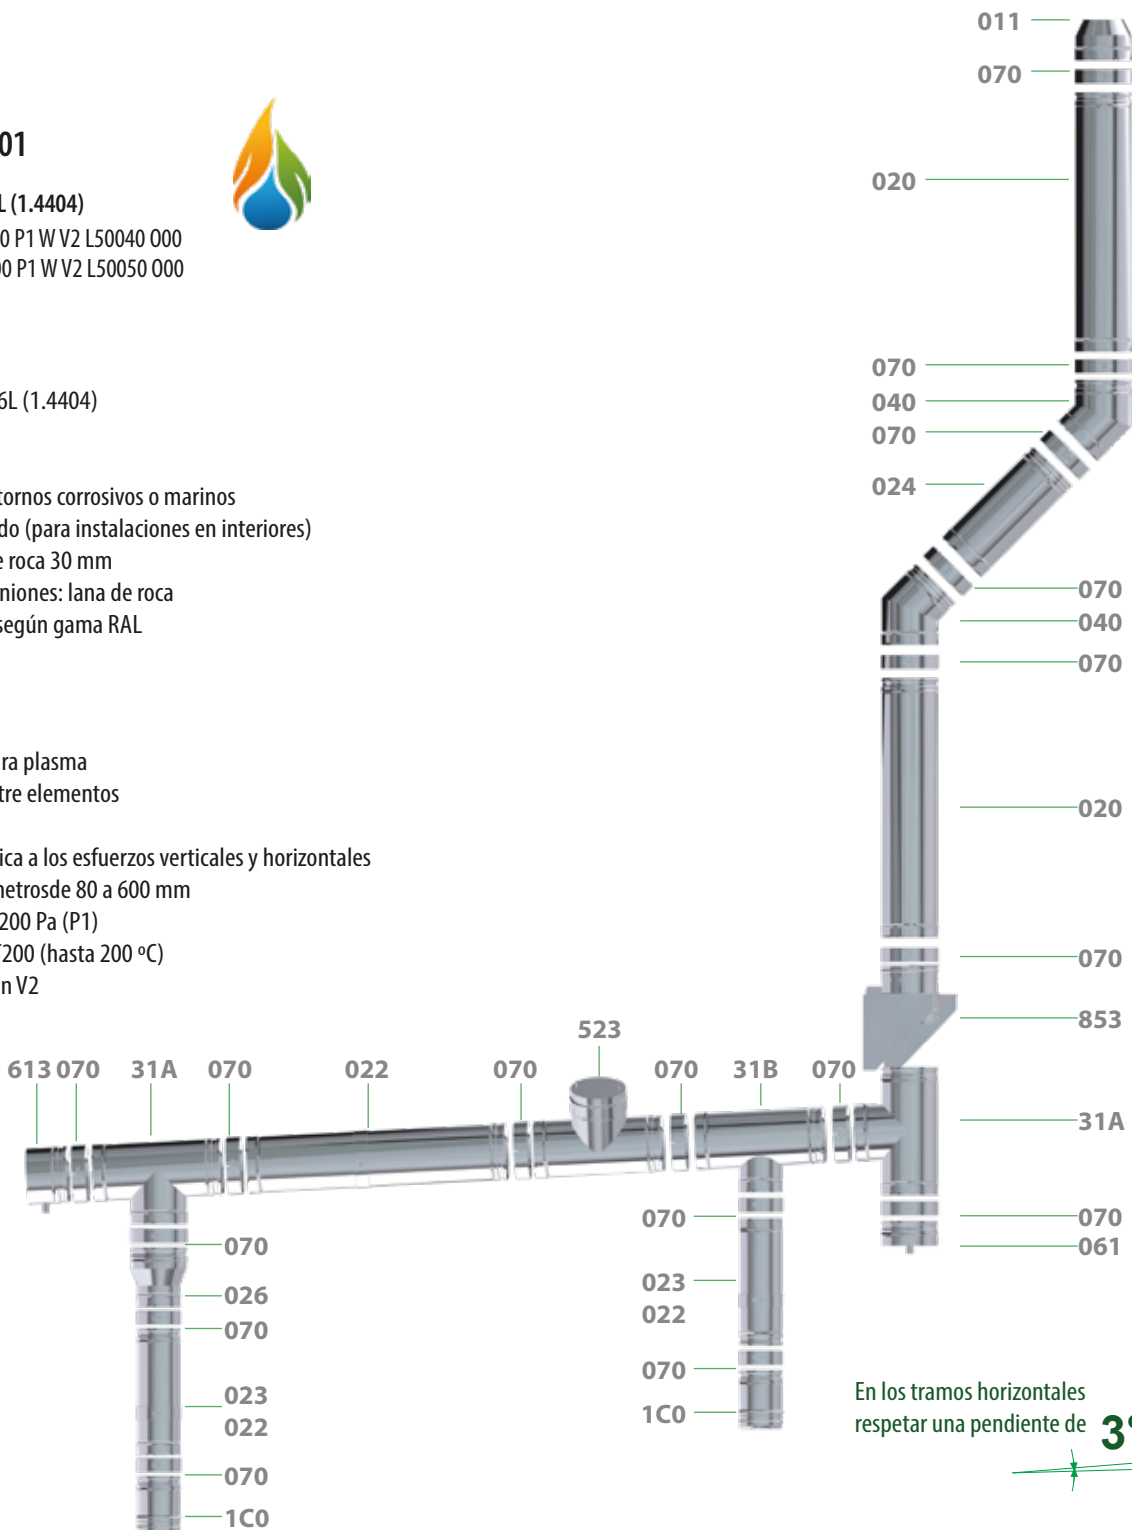 01
L (1.4404)
0 P1 W V2 L50040 O00
00 P1 W V2 L50050 O00
6L (1.4404)
tornos corrosivos o marinos
do (para instalaciones en interiores)
e roca 30 mm
niones: lana de roca
según gama RAL
ra plasma
tre elementos
ica a los esfuerzos verticales y horizontales
netrosde 80 a 600 mm
200 Pa (P1)
T200 (hasta 200 ºC)
n V2
011
070
020
070
040
070
024
070
040
070
020
070
853
31A
070
061
523
613 070 31A 070 022 070 070 31B 070
070
026
070
023
022
070
1C0
070
023
022
070
1C0
En los tramos horizontales
respetar una pendiente de 3º